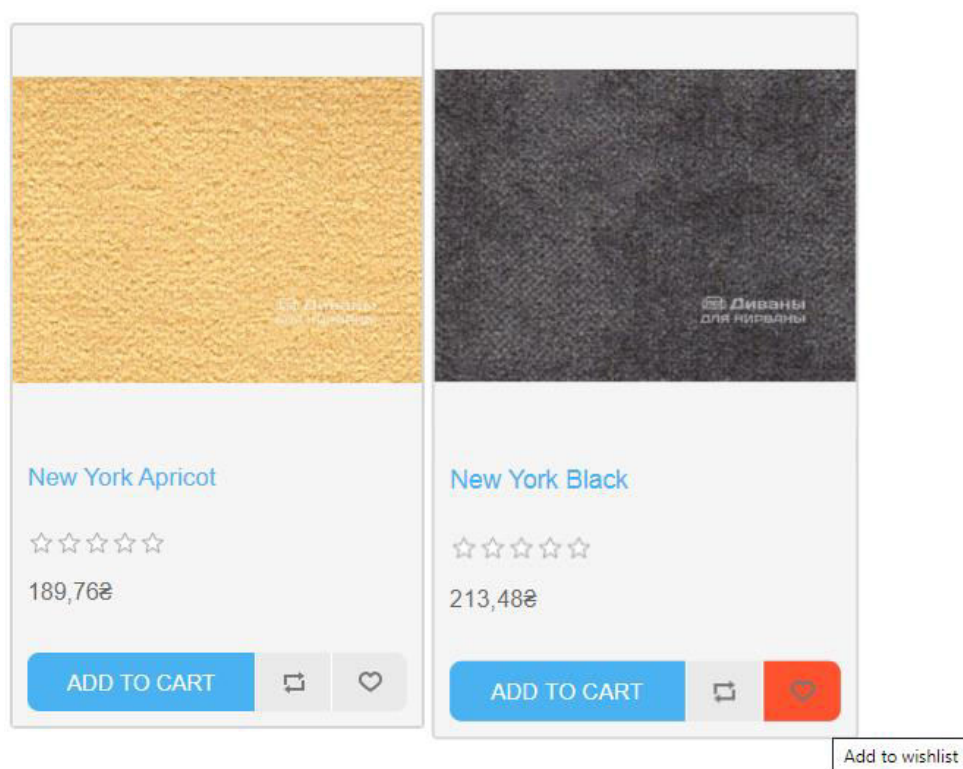 Диваны
для нирваны
New York Apricot
189,76₴
ADD TO CART
Диваны
для нирваны
New York Black
213,48₴
ADD TO CART
Add to wishlist